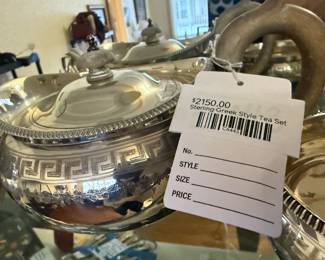 $2150.00
Sterling Greek Style Tea Set
No.
STYLE
SIZE
PRICE